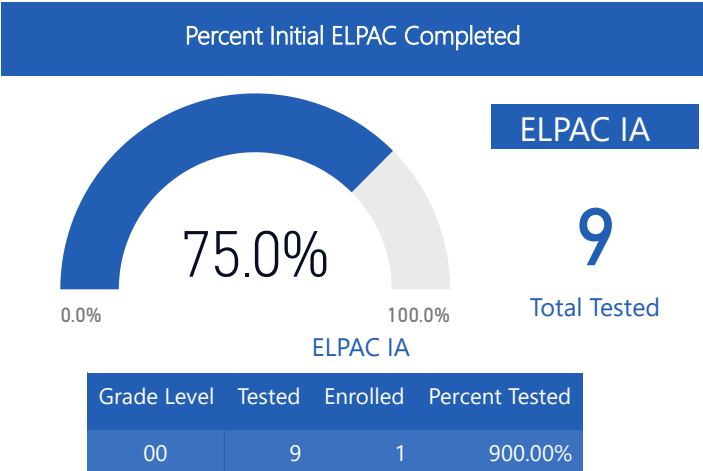 Percent Initial ELPAC Completed
ELPAC IA
75.0%
0.0% 100.0%
9
Total Tested
ELPAC IA
Grade Level Tested Enrolled Percent Tested
00 9 1 900.00%